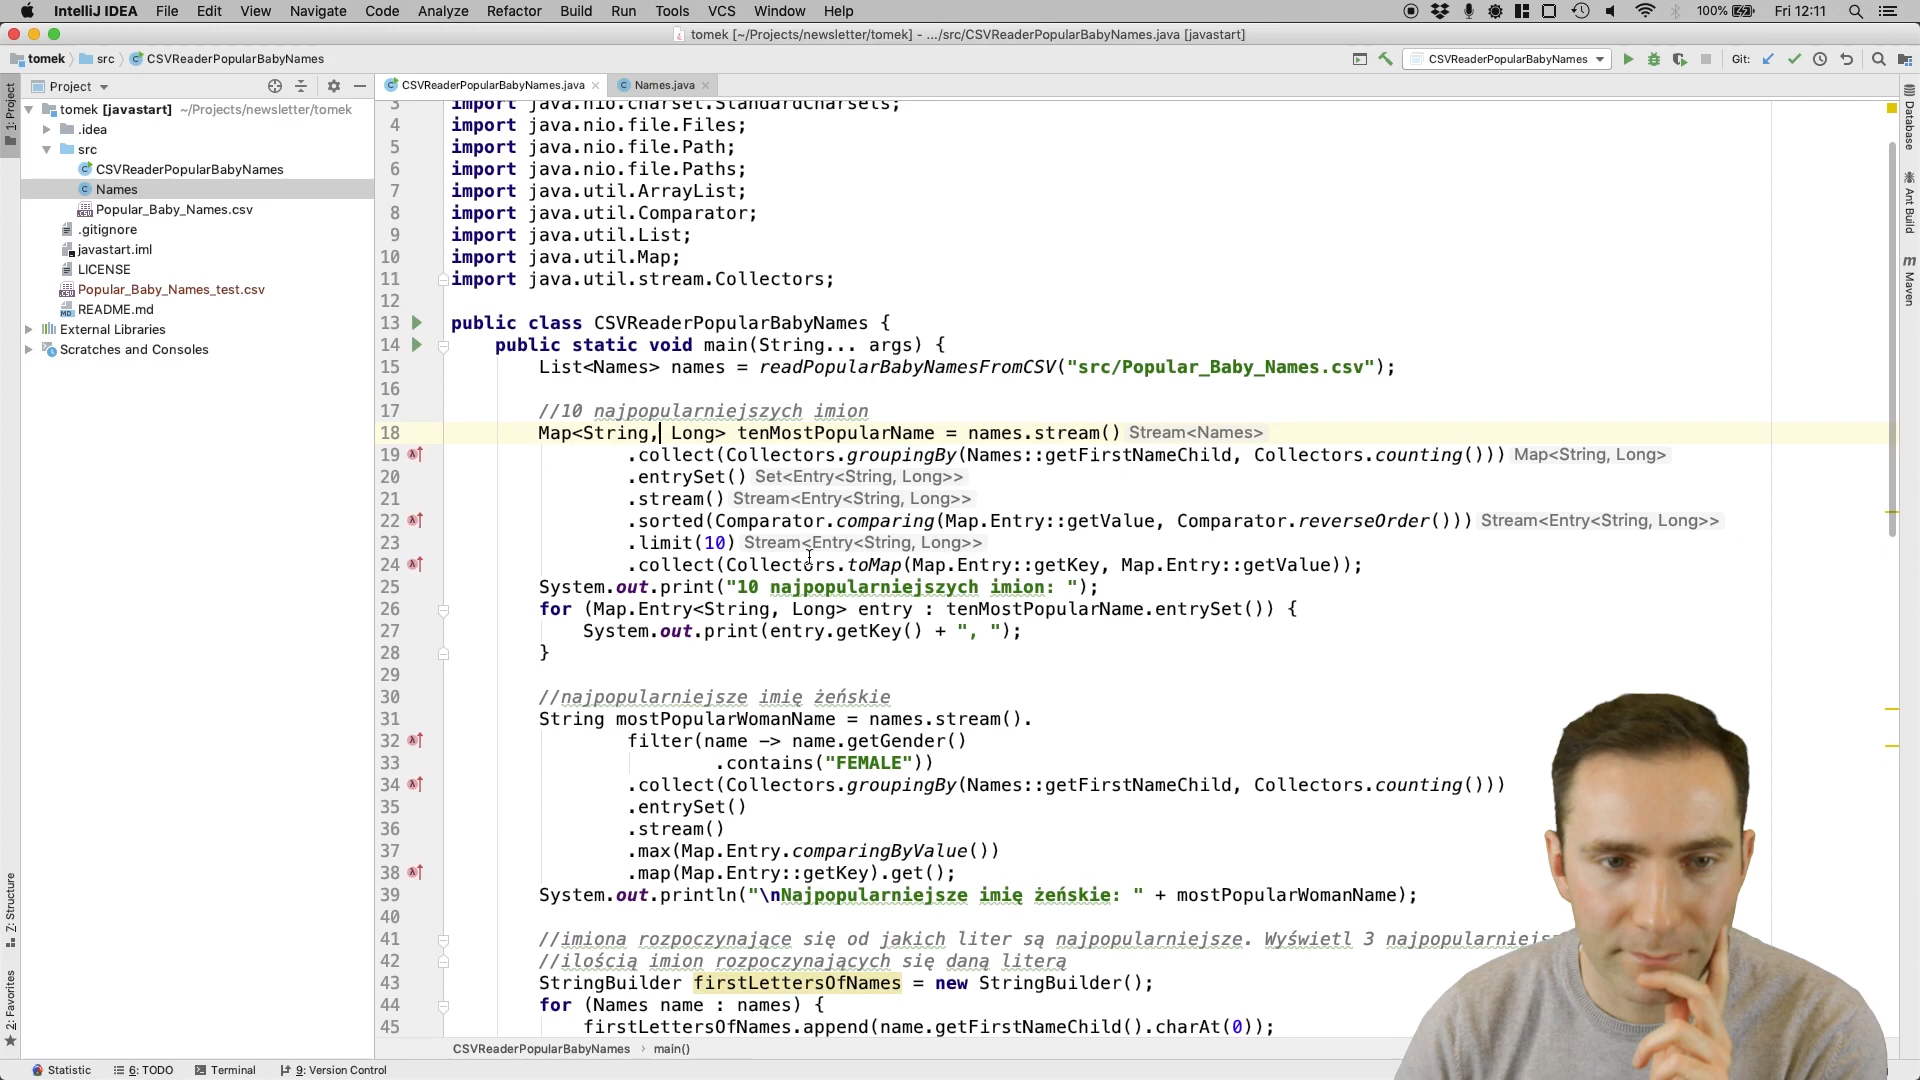 IntelliJ IDEA File Edit View Navigate Code Analyze Refactor Build Run Tools VCS Window Help 100% Fri 12:11
tomek [~/Projects/newsletter/tomek] - .../src/CSVReaderPopularBabyNames.java [javastart]
tomek src CSVReaderPopularBabyNames CSVReaderPopularBabyNames Git:
Project CSVReaderPopularBabyNames.java Names.java
1: Project
tomek [javastart] ~/Projects/newsletter/tomek
.idea
src
CSVReaderPopularBabyNames
Names
Popular_Baby_Names.csv
.gitignore
javastart.iml
LICENSE
Popular_Baby_Names_test.csv
README.md
External Libraries
Scratches and Consoles
3 import java.nio.charset.StandardCharsets;
4 import java.nio.file.Files;
5 import java.nio.file.Path;
6 import java.nio.file.Paths;
7 import java.util.ArrayList;
8 import java.util.Comparator;
9 import java.util.List;
10 import java.util.Map;
11 import java.util.stream.Collectors;
12
13 public class CSVReaderPopularBabyNames {
14 public static void main(String... args) {
15 List<Names> names = readPopularBabyNamesFromCSV("src/Popular_Baby_Names.csv");
16
17 //10 najpopularniejszych imion
18 Map<String, Long> tenMostPopularName = names.stream() Stream<Names>
19 .collect(Collectors.groupingBy(Names::getFirstNameChild, Collectors.counting())) Map<String, Long>
20 .entrySet() Set<Entry<String, Long>>
21 .stream() Stream<Entry<String, Long>>
22 .sorted(Comparator.comparing(Map.Entry::getValue, Comparator.reverseOrder())) Stream<Entry<String, Long>>
23 .limit(10) Stream<Entry<String, Long>>
24 .collect(Collectors.toMap(Map.Entry::getKey, Map.Entry::getValue));
25 System.out.print("10 najpopularniejszych imion: ");
26 for (Map.Entry<String, Long> entry : tenMostPopularName.entrySet()) {
27 System.out.print(entry.getKey() + ", ");
28 }
29
30 //najpopularniejsze imię żeńskie
31 String mostPopularWomanName = names.stream().
32 filter(name -> name.getGender()
33 .contains("FEMALE"))
34 .collect(Collectors.groupingBy(Names::getFirstNameChild, Collectors.counting()))
35 .entrySet()
36 .stream()
37 .max(Map.Entry.comparingByValue())
38 .map(Map.Entry::getKey).get();
39 System.out.println("\nNajpopularniejsze imię żeńskie: " + mostPopularWomanName);
40
41 //imiona rozpoczynające się od jakich liter są najpopularniejsze. Wyświetl 3
42 //ilością imion rozpoczynających się daną literą
43 StringBuilder firstLettersOfNames = new StringBuilder();
44 for (Names name : names) {
45 firstLettersOfNames.append(name.getFirstNameChild().charAt(0));
CSVReaderPopularBabyNames › main()
Database
Ant Build
m Maven
Z: Structure
2: Favorites
Statistic 6: TODO Terminal 9: Version Control